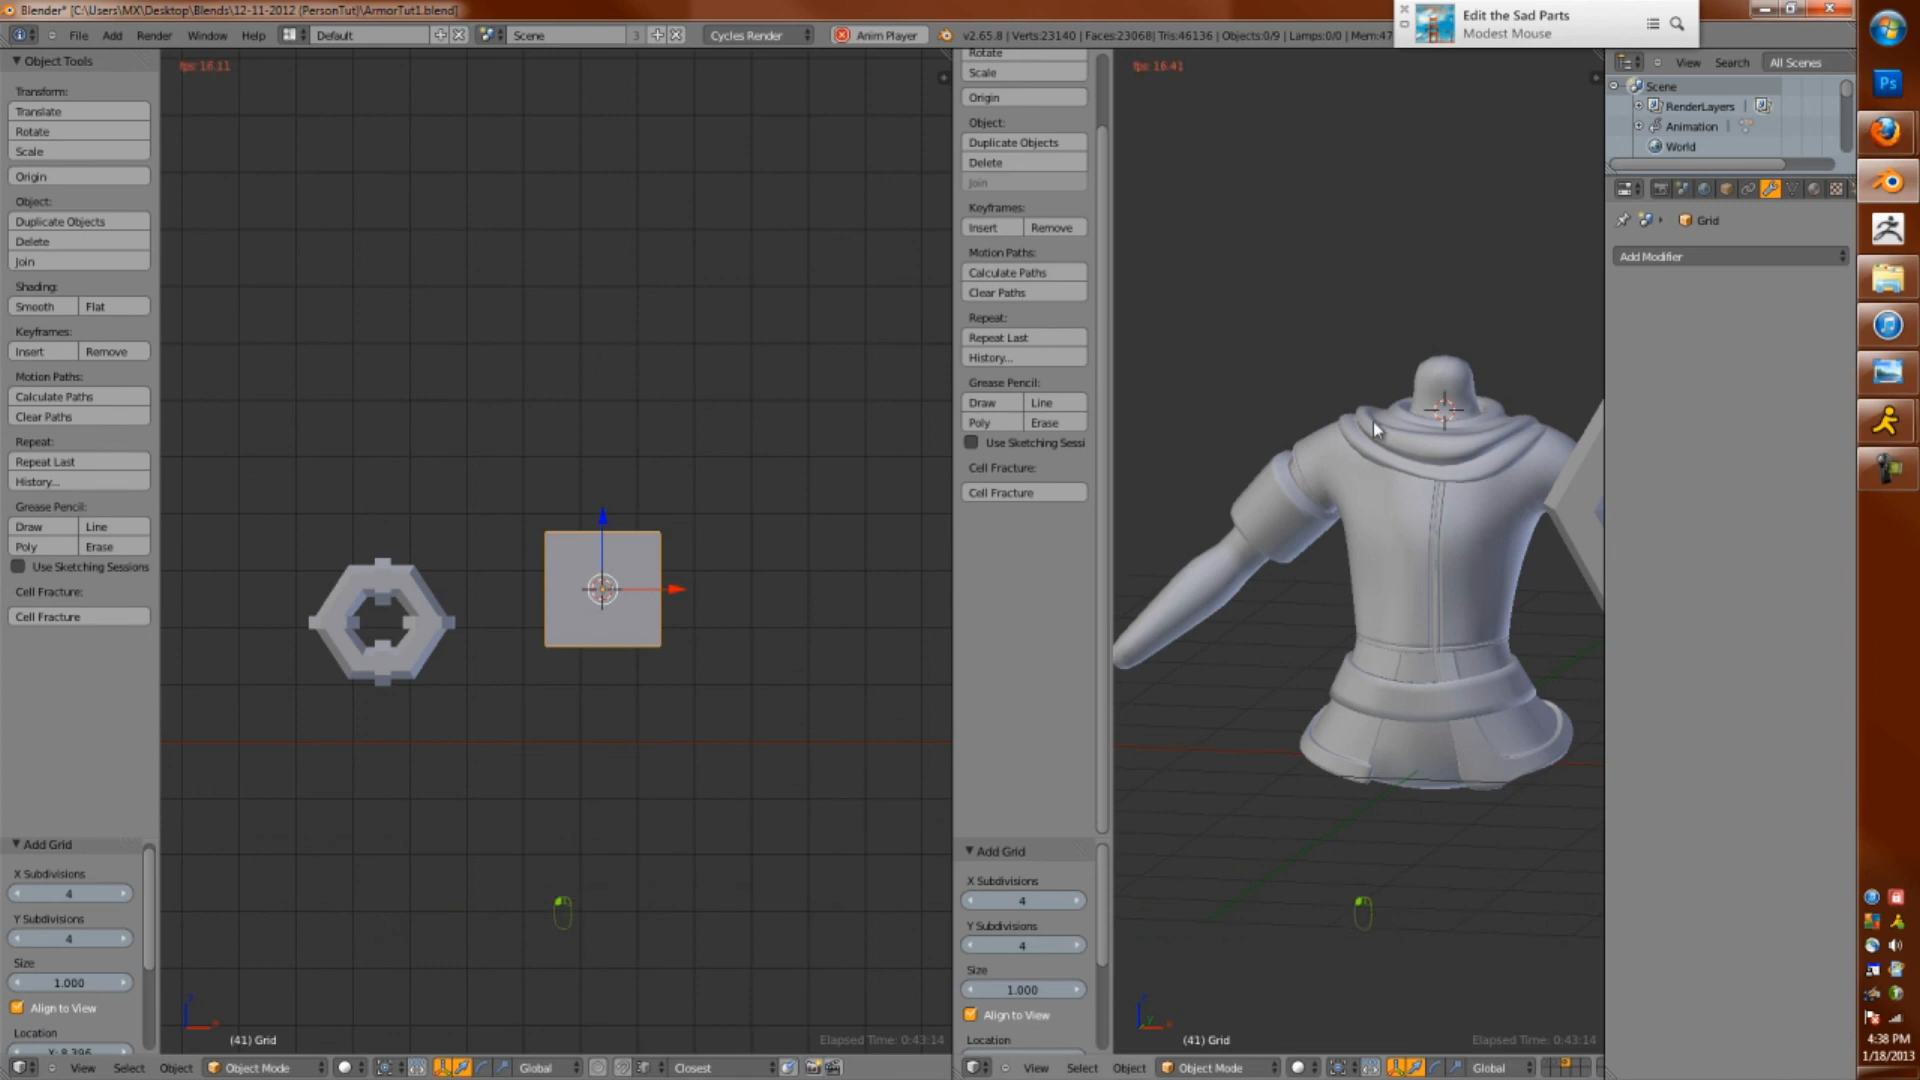 Blender* [C:\Users\MX\Desktop\Blends\12-11-2012 (PersonTut)\ArmorTut1.blend]
Edit the Sad Parts
Modest Mouse
File Add Render Window Help Default Scene 3 Cycles Render Anim Player v2.65.8 | Verts:23140 | Faces:23068| Tris:46136 | Objects:0/9 | Lamps:0/0 | Mem:47
Object Tools
Transform:
Translate
Rotate
Scale
Origin
Object:
Duplicate Objects
Delete
Join
Shading:
Smooth Flat
Keyframes:
Insert Remove
Motion Paths:
Calculate Paths
Clear Paths
Repeat:
Repeat Last
History...
Grease Pencil:
Draw Line
Poly Erase
Use Sketching Sessions
Cell Fracture:
Cell Fracture
Add Grid
X Subdivisions
4
Y Subdivisions
4
Size
1.000
Align to View
Location
X: 8.396
fps: 16.11
(41) Grid
Elapsed Time: 0:43:14
View Select Object Object Mode Global Closest
Rotate
Scale
Origin
Object:
Duplicate Objects
Delete
Join
Keyframes:
Insert Remove
Motion Paths:
Calculate Paths
Clear Paths
Repeat:
Repeat Last
History...
Grease Pencil:
Draw Line
Poly Erase
Use Sketching Sessi
Cell Fracture:
Cell Fracture
Add Grid
X Subdivisions
4
Y Subdivisions
4
Size
1.000
Align to View
Location
fps: 16.41
(41) Grid
Elapsed Time: 0:43:14
View Select Object Object Mode Global
View Search All Scenes
Scene
RenderLayers
Animation
World
Grid
Add Modifier
Ps
4:38 PM
1/18/2013